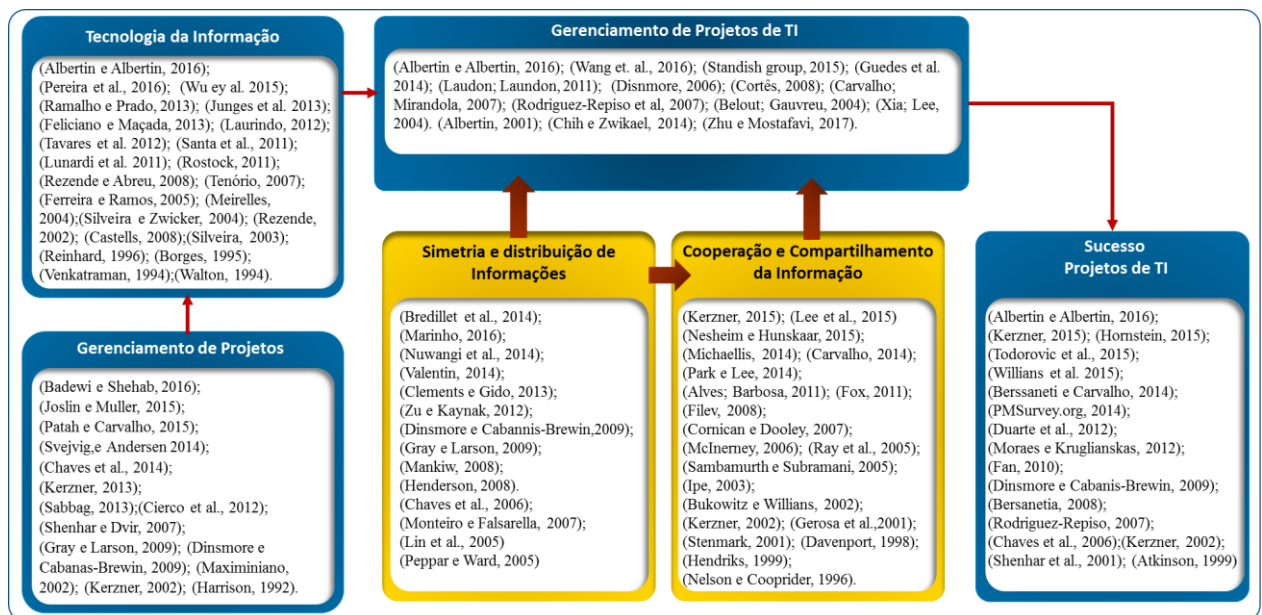 Tecnologia da Informação
(Albertin e Albertin, 2016);
(Pereira et al., 2016); (Wu ey al. 2015);
(Ramalho e Prado, 2013); (Junges et al. 2013);
(Feliciano e Maçada, 2013); (Laurindo, 2012);
(Tavares et al. 2012); (Santa et al., 2011);
(Lunardi et al. 2011); (Rostock, 2011);
(Rezende e Abreu, 2008); (Tenório, 2007);
(Ferreira e Ramos, 2005); (Meirelles,
2004);(Silveira e Zwicker, 2004); (Rezende,
2002); (Castells, 2008);(Silveira, 2003);
(Reinhard, 1996); (Borges, 1995);
(Venkatraman, 1994);(Walton, 1994).
Gerenciamento de Projetos de TI
(Albertin e Albertin, 2016); (Wang et. al., 2016); (Standish group, 2015); (Guedes et al.
2014); (Laudon; Laundon, 2011); (Disnmore, 2006); (Cortês, 2008); (Carvalho;
Mirandola, 2007); (Rodriguez-Repiso et al, 2007); (Belout; Gauvreu, 2004); (Xia; Lee,
2004). (Albertin, 2001); (Chih e Zwikael, 2014); (Zhu e Mostafavi, 2017).
Gerenciamento de Projetos
(Badewi e Shehab, 2016);
(Joslin e Muller, 2015);
(Patah e Carvalho, 2015);
(Svejvig,e Andersen 2014);
(Chaves et al., 2014);
(Kerzner, 2013);
(Sabbag, 2013);(Cierco et al., 2012);
(Shenhar e Dvir, 2007);
(Gray e Larson, 2009); (Dinsmore e
Cabanas-Brewin, 2009); (Maximiniano,
2002); (Kerzner, 2002); (Harrison, 1992).
Simetria e distribuição de
Informações
(Bredillet et al., 2014);
(Marinho, 2016);
(Nuwangi et al., 2014);
(Valentin, 2014);
(Clements e Gido, 2013);
(Zu e Kaynak, 2012);
(Dinsmore e Cabannis-Brewin,2009);
(Gray e Larson, 2009);
(Mankiw, 2008);
(Henderson, 2008).
(Chaves et al., 2006);
(Monteiro e Falsarella, 2007);
(Lin et al., 2005)
(Peppar e Ward, 2005)
Cooperação e Compartilhamento
da Informação
(Kerzner, 2015); (Lee et al., 2015)
(Nesheim e Hunskaar, 2015);
(Michaellis, 2014); (Carvalho, 2014);
(Park e Lee, 2014);
(Alves; Barbosa, 2011); (Fox, 2011);
(Filev, 2008);
(Cornican e Dooley, 2007);
(McInerney, 2006); (Ray et al., 2005);
(Sambamurth e Subramani, 2005);
(Ipe, 2003);
(Bukowitz e Willians, 2002);
(Kerzner, 2002); (Gerosa et al.,2001);
(Stenmark, 2001); (Davenport, 1998);
(Hendriks, 1999);
(Nelson e Cooprider, 1996).
Sucesso
Projetos de TI
(Albertin e Albertin, 2016;
(Kerzner, 2015); (Hornstein, 2015);
(Todorovic et al., 2015);
(Willians et al. 2015);
(Berssaneti e Carvalho, 2014);
(PMSurvey.org, 2014);
(Duarte et al., 2012);
(Moraes e Kruglianskas, 2012);
(Fan, 2010);
(Dinsmore e Cabanis-Brewin, 2009);
(Bersanetia, 2008);
(Rodriguez-Repiso, 2007);
(Chaves et al., 2006);(Kerzner, 2002);
(Shenhar et al., 2001); (Atkinson, 1999)